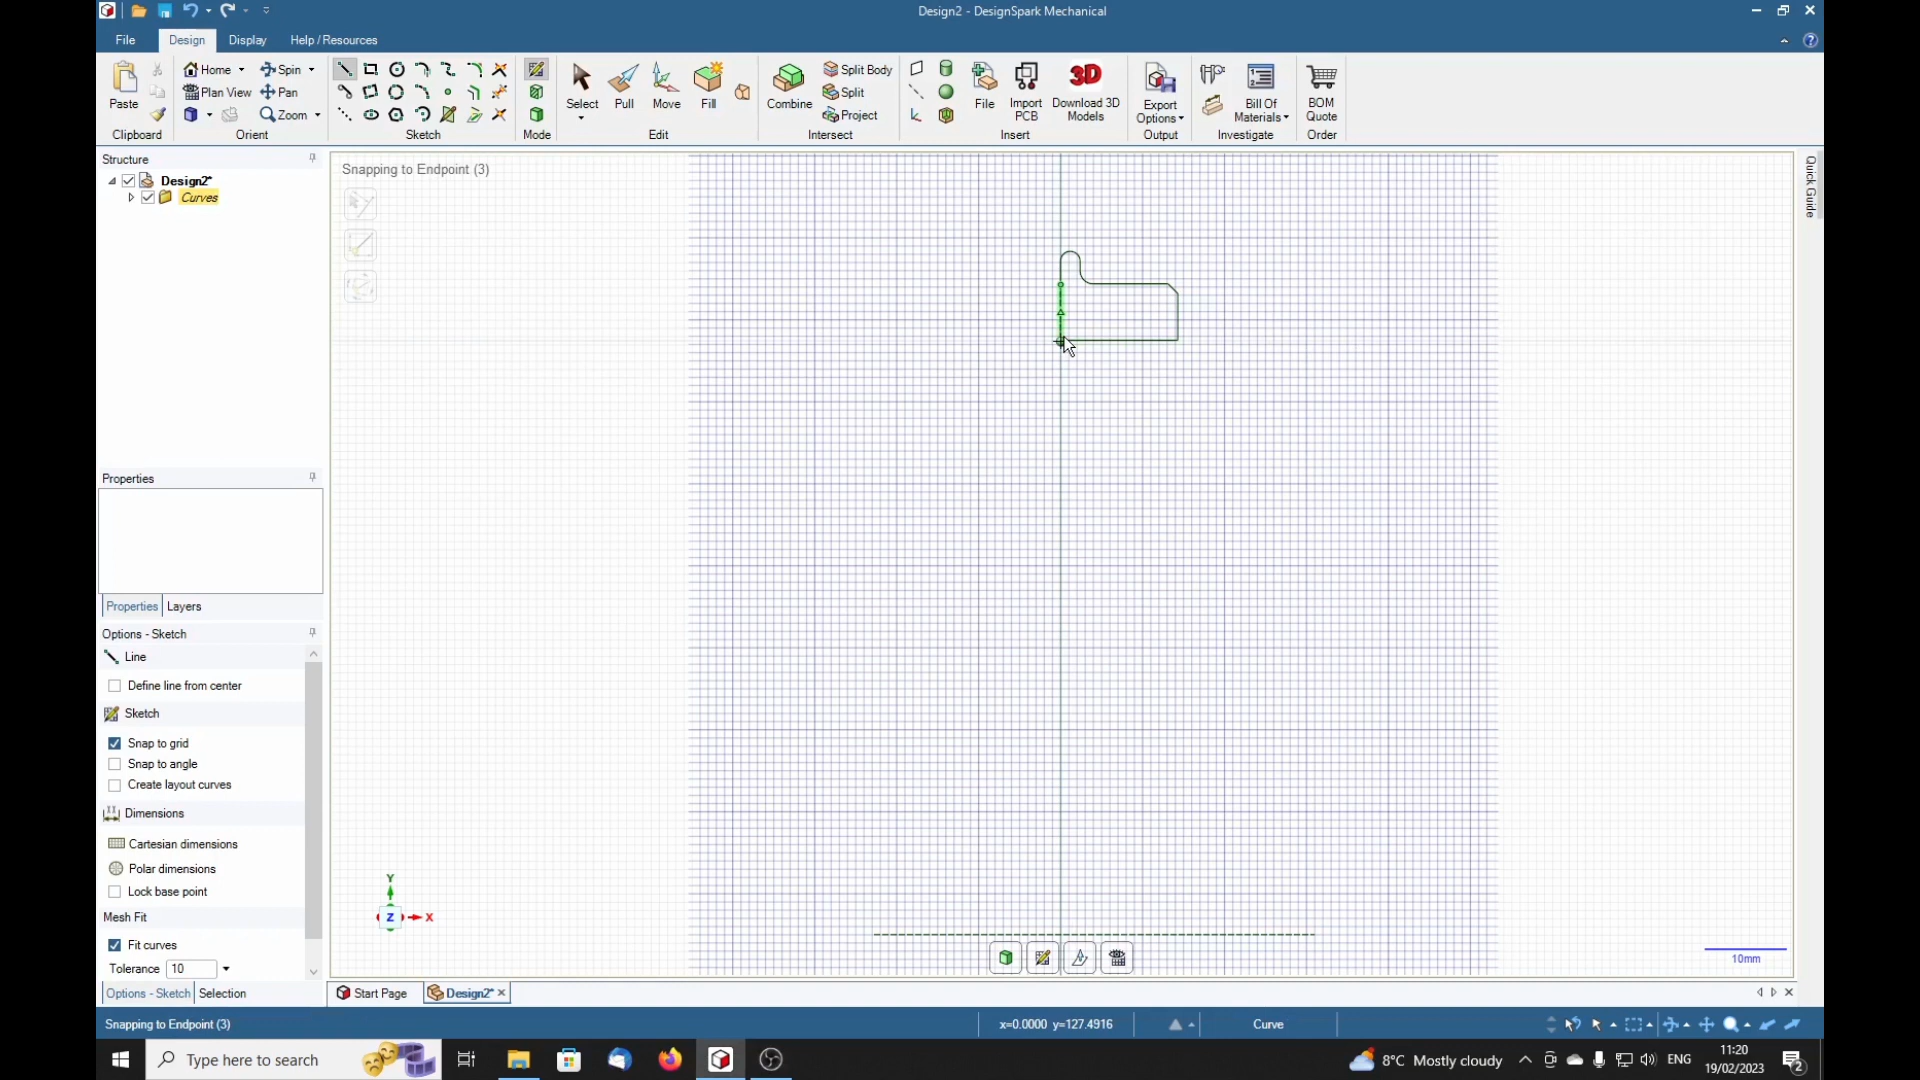 Design2 - DesignSpark Mechanical
File Design Display Help / Resources
Paste
Home Spin
Plan View Pan
Zoom
Select Pull Move Fill
Combine
Split Body
Split
Project
File Import PCB Download 3D Models
Export Options
Bill Of Materials
BOM Quote
Clipboard Orient Sketch Mode Edit Intersect Insert Output Investigate Order
Structure
Design2*
Curves
Snapping to Endpoint (3)
Quick Guide
Properties
Properties Layers
Options - Sketch
Line
Define line from center
Sketch
Snap to grid
Snap to angle
Create layout curves
Dimensions
Cartesian dimensions
Polar dimensions
Lock base point
Mesh Fit
Fit curves
Tolerance 10
Y
Z X
10mm
Options - Sketch Selection
Start Page Design2*
Snapping to Endpoint (3) x=0.0000 y=127.4916 Curve
Type here to search
8°C Mostly cloudy ENG 11:20
19/02/2023 2